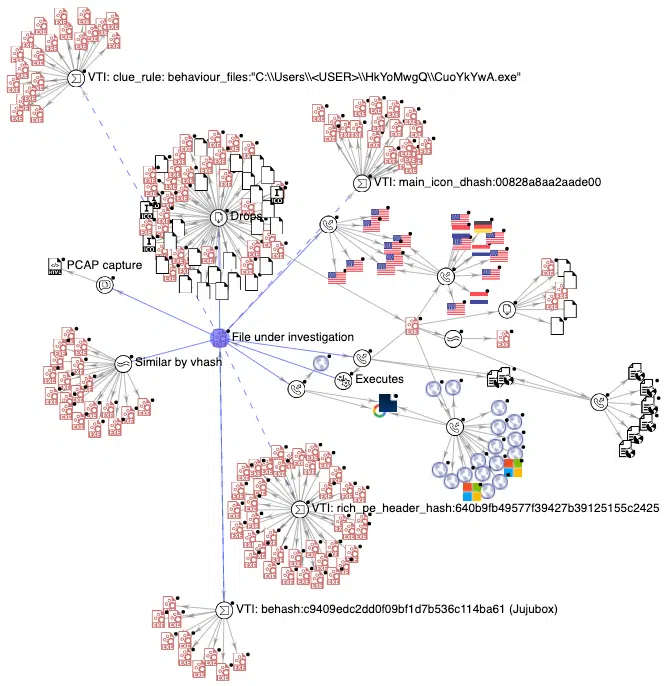 VTI: clue_rule: behaviour_files:"C:\\Users\\<USER>\\HkYoMwgQ\\CuoYkYwA.exe"
VTI: main_icon_dhash:00828a8aa2aade00
Drops
PCAP capture
File under investigation
Similar by vhash
Executes
VTI: rich_pe_header_hash:640b9fb49577f39427b39125155c2425
VTI: behash:c9409edc2dd0f09bf1d7b536c114ba61 (Jujubox)